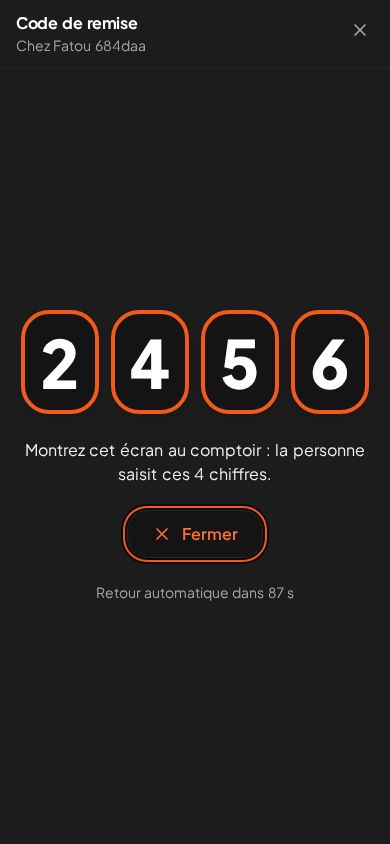 Code de remise
Chez Fatou 684daa
2 4 5 6
Montrez cet écran au comptoir : la personne
saisit ces 4 chiffres.
Fermer
Retour automatique dans 87 s